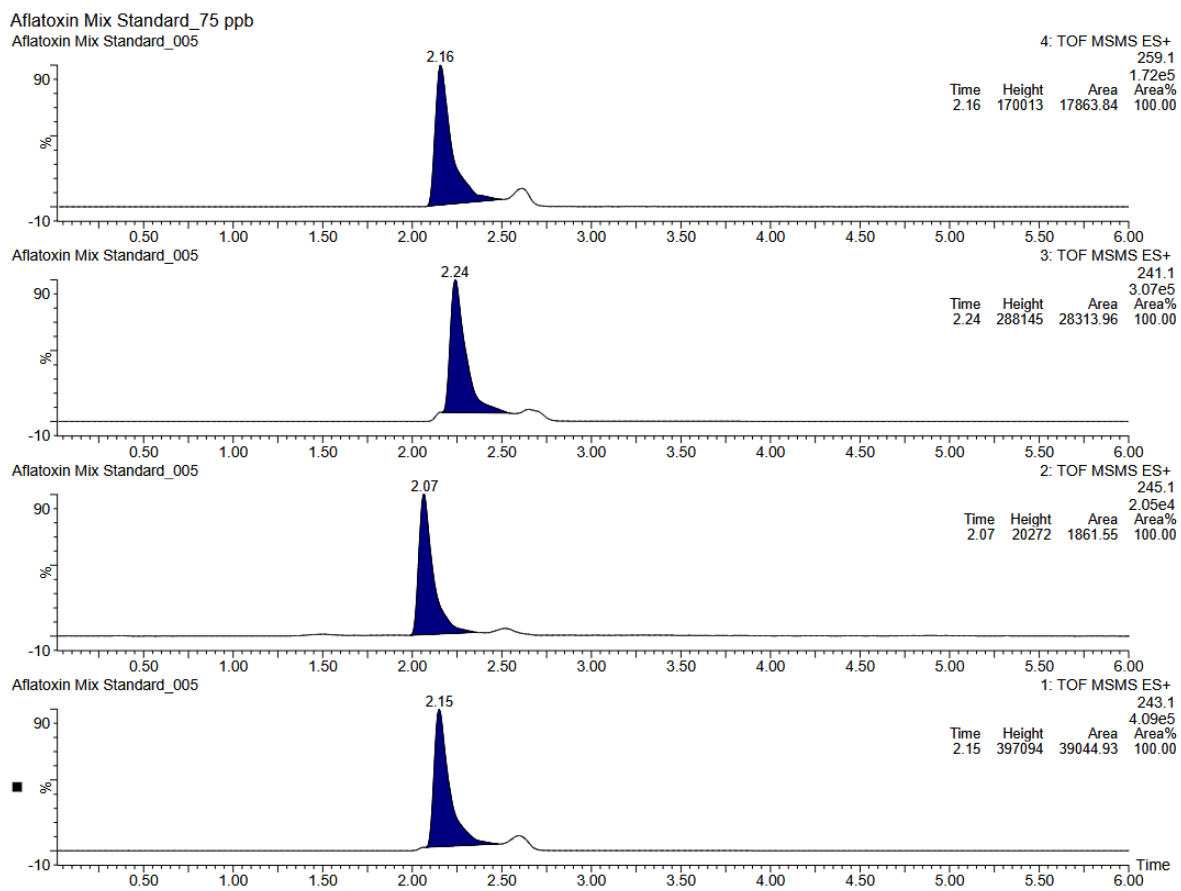 Aflatoxin Mix Standard_75 ppb
Aflatoxin Mix Standard_005
4: TOF MSMS ES+
259.1
1.72e5
Time Height Area Area%
2.16 170013 17863.84 100.00
2.16
90
%
-10
0.50 1.00 1.50 2.00 2.50 3.00 3.50 4.00 4.50 5.00 5.50 6.00
Aflatoxin Mix Standard_005
3: TOF MSMS ES+
241.1
3.07e5
Time Height Area Area%
2.24 288145 28313.96 100.00
2.24
90
%
-10
0.50 1.00 1.50 2.00 2.50 3.00 3.50 4.00 4.50 5.00 5.50 6.00
Aflatoxin Mix Standard_005
2: TOF MSMS ES+
245.1
2.05e4
Time Height Area Area%
2.07 20272 1861.55 100.00
2.07
90
%
-10
0.50 1.00 1.50 2.00 2.50 3.00 3.50 4.00 4.50 5.00 5.50 6.00
Aflatoxin Mix Standard_005
1: TOF MSMS ES+
243.1
4.09e5
Time Height Area Area%
2.15 397094 39044.93 100.00
2.15
90
%
-10
Time
0.50 1.00 1.50 2.00 2.50 3.00 3.50 4.00 4.50 5.00 5.50 6.00